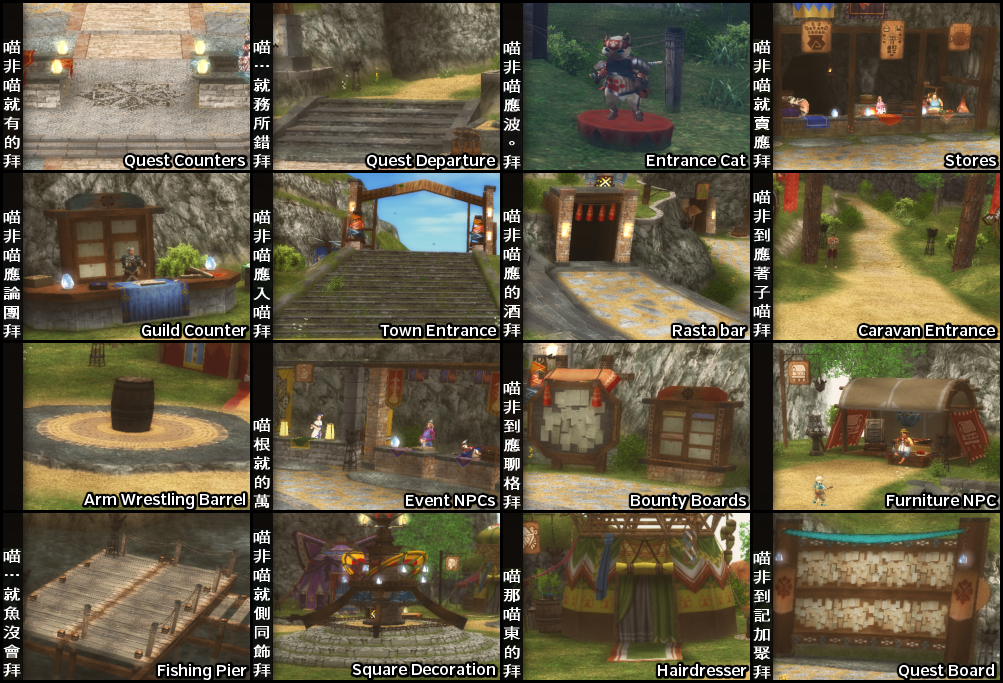 喵非喵就有的拜
Quest Counters
喵…就務所錯拜
Quest Departure
喵非喵應波。拜
Entrance Cat
喵非喵就賣應拜
Stores
喵非喵應論團拜
Guild Counter
喵非喵應入喵拜
Town Entrance
喵非喵應的酒拜
Rasta bar
喵非到應著子喵拜
Caravan Entrance
Arm Wrestling Barrel
喵根就的萬
Event NPCs
喵非到應聊格拜
Bounty Boards
Furniture NPC
喵…就魚沒會拜
Fishing Pier
喵非喵就側同飾拜
Square Decoration
喵那喵東的拜
Hairdresser
喵非到記加聚拜
Quest Board